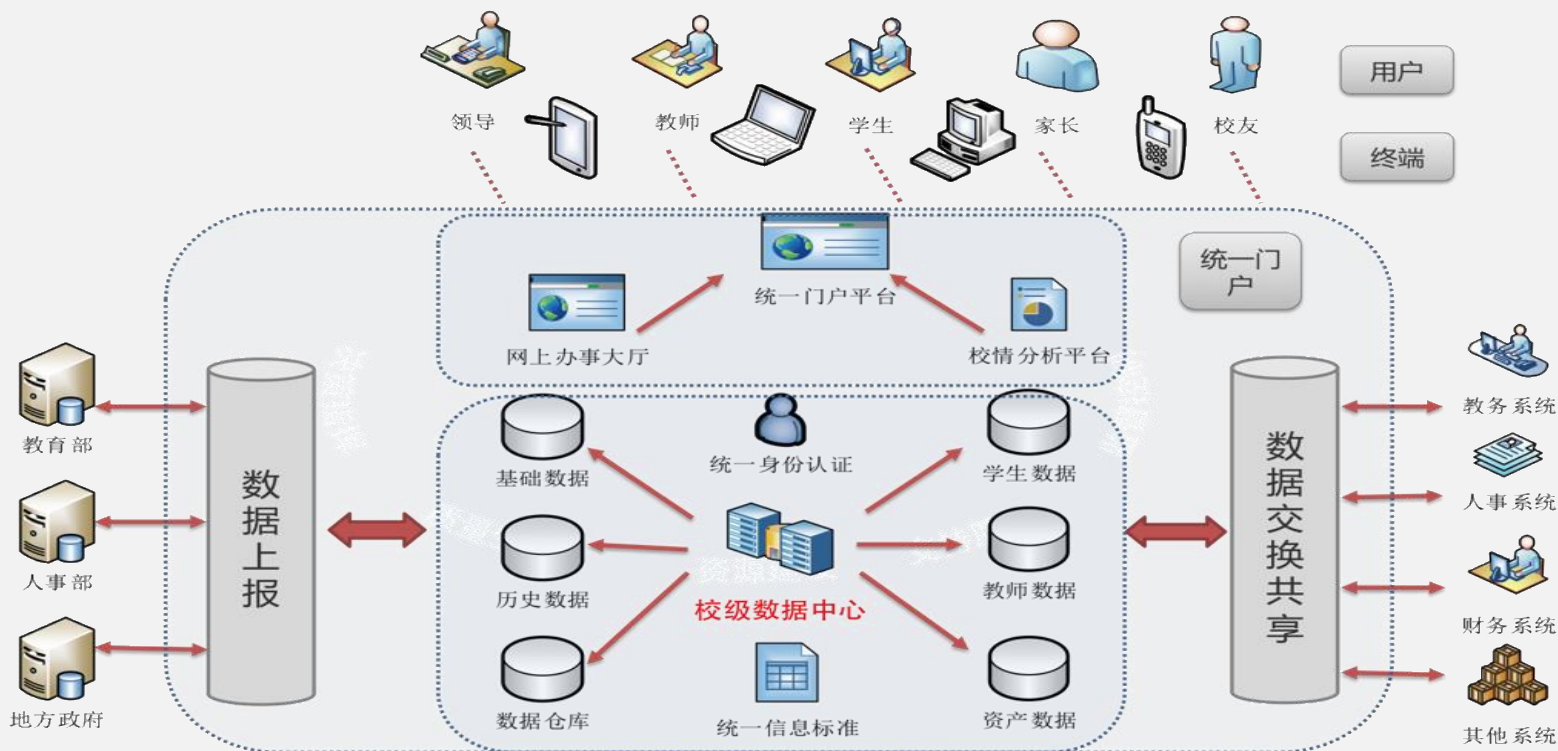 用户
领导
教师
学生
家长
校友
终端
统一门
户
统一门户平台
网上办事大厅
校情分析平台
教育部
人事部
地方政府
数
据
上
报
基础数据
历史数据
数据仓库
统一身份认证
校级数据中心
统一信息标准
学生数据
教师数据
资产数据
数
据
交
换
共
享
教务系统
人事系统
财务系统
其他系统